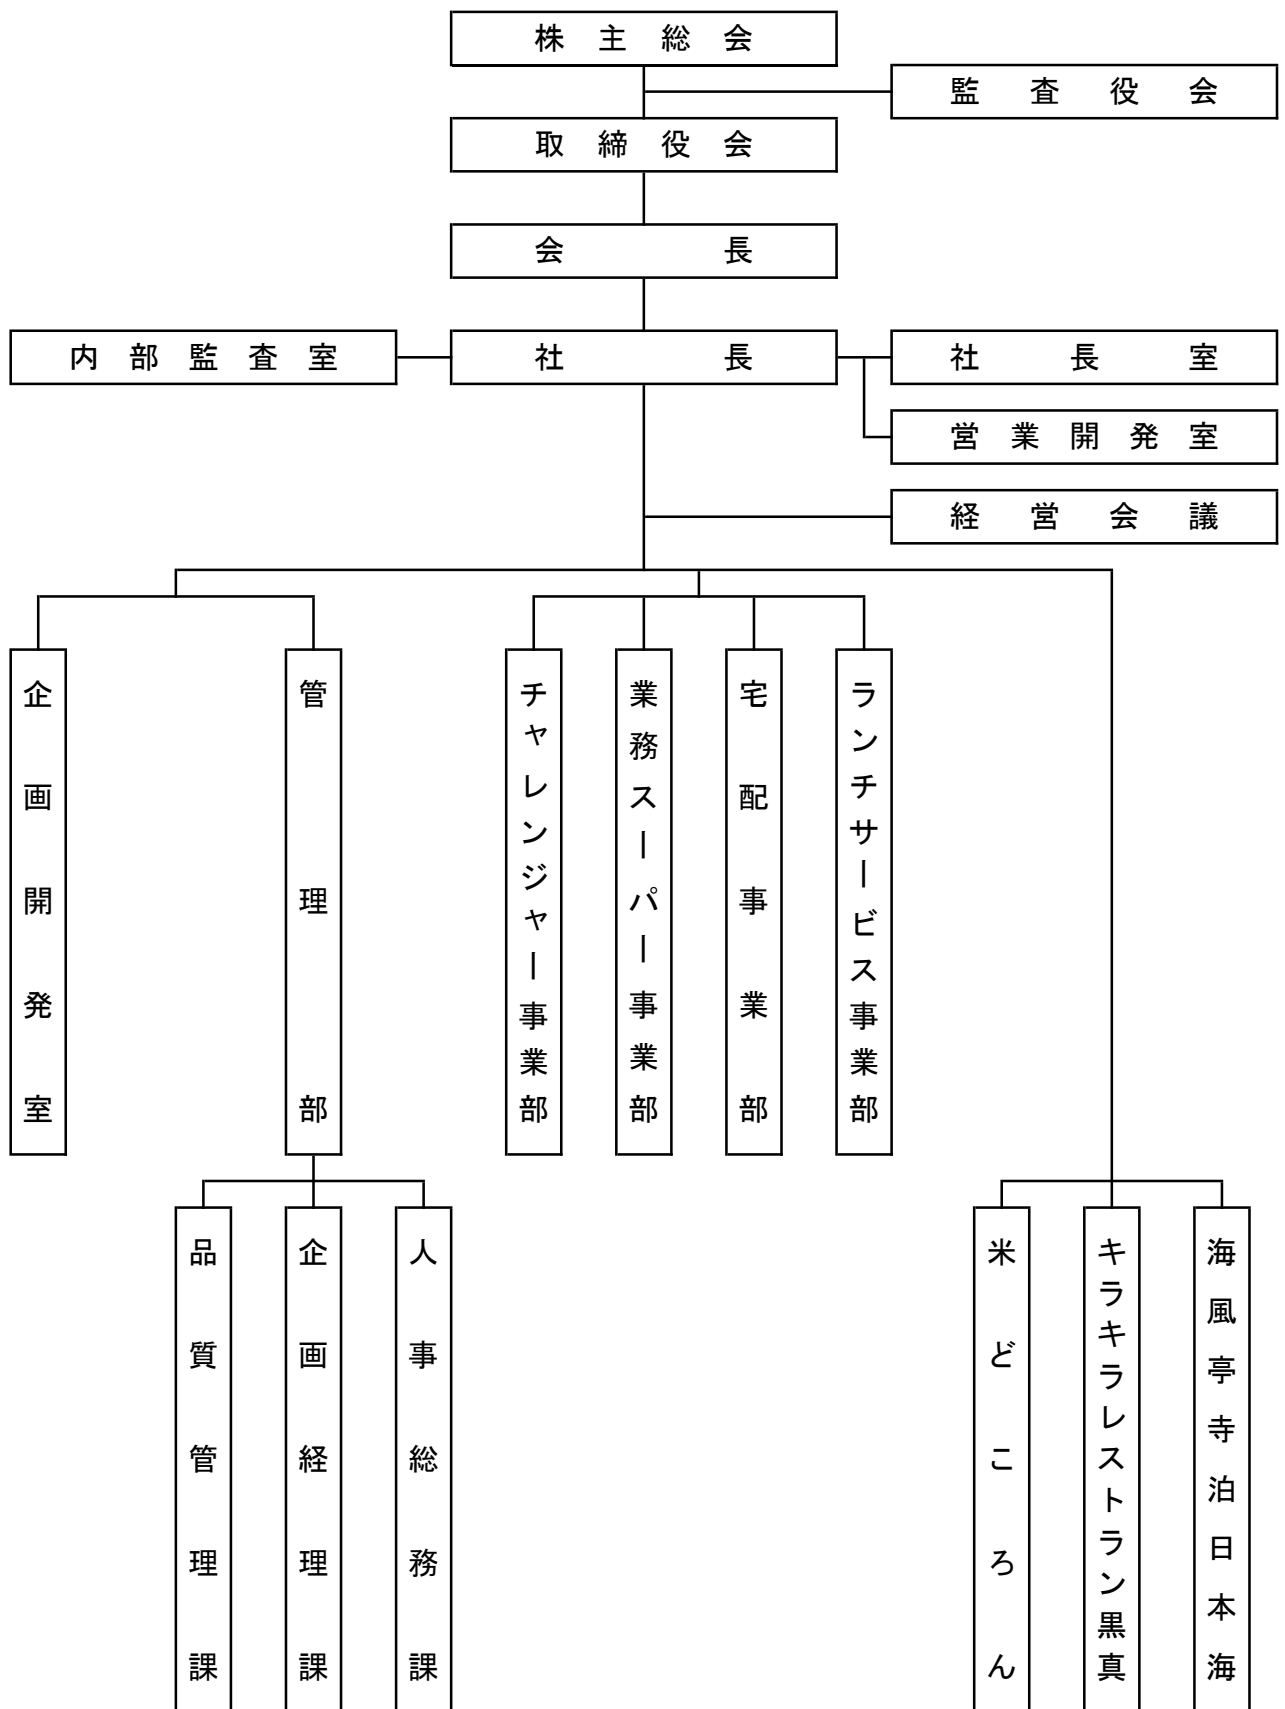 株主総会
監査役会
取締役会
会長
内部監査室
社長
社長室
営業開発室
経営会議
企画開発室
管理部
チャレンジャー事業部
業務スーパー事業部
宅配事業部
ランチサービス事業部
品質管理課
企画経理課
人事総務課
米どころん
キラキラレストラン黒真
海風亭寺泊日本海